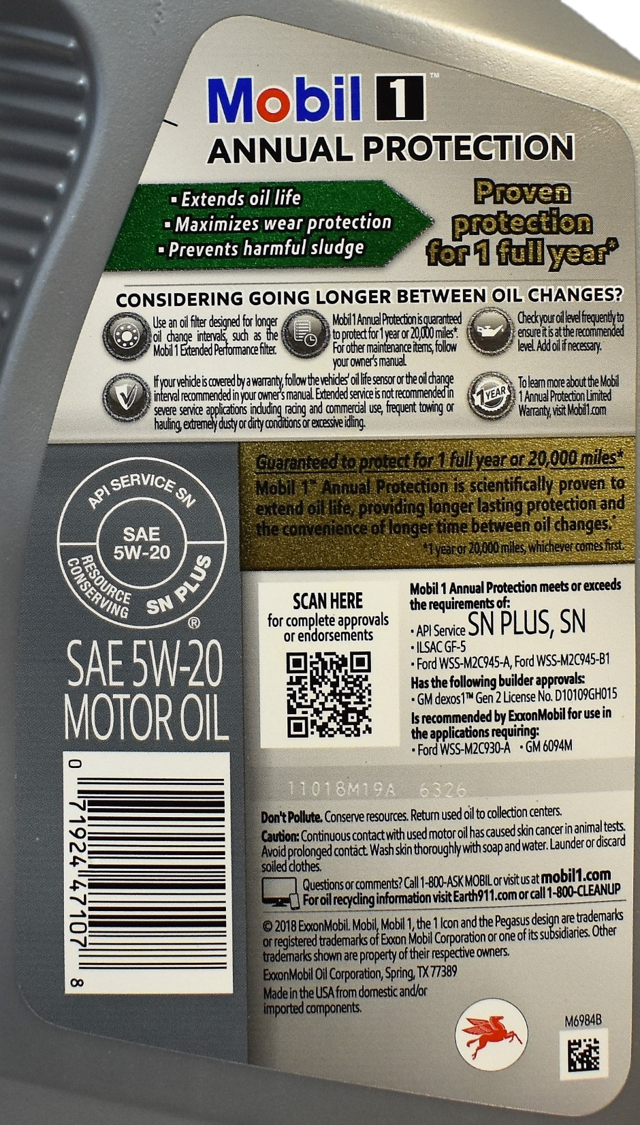 Mobil 1™
ANNUAL PROTECTION
▪ Extends oil life
▪ Maximizes wear protection
▪ Prevents harmful sludge
Proven
protection
for 1 full year*
CONSIDERING GOING LONGER BETWEEN OIL CHANGES?
Use an oil filter designed for longer
oil change intervals, such as the
Mobil 1 Extended Performance filter.
Mobil 1 Annual Protection is guaranteed
to protect for 1 year or 20,000 miles*.
For other maintenance items, follow
your owner's manual.
Check your oil level frequently to
ensure it is at the recommended
level. Add oil if necessary.
If your vehicle is covered by a warranty, follow the vehicles' oil life sensor or the oil change
interval recommended in your owner's manual. Extended service is not recommended in
severe service applications including racing and commercial use, frequent towing or
hauling, extremely dusty or dirty conditions or excessive idling.
1 YEAR
To learn more about the Mobil
1 Annual Protection Limited
Warranty, visit Mobil1.com
Guaranteed to protect for 1 full year or 20,000 miles*
Mobil 1™ Annual Protection is scientifically proven to
extend oil life, providing longer lasting protection and
the convenience of longer time between oil changes.*
*1 year or 20,000 miles, whichever comes first.
API SERVICE SN
SAE
5W-20
RESOURCE
CONSERVING
SN PLUS
®
SAE 5W-20
MOTOR OIL
SCAN HERE
for complete approvals
or endorsements
Mobil 1 Annual Protection meets or exceeds
the requirements of:
• API Service SN PLUS, SN
• ILSAC GF-5
• Ford WSS-M2C945-A, Ford WSS-M2C945-B1
Has the following builder approvals:
• GM dexos1™ Gen 2 License No. D10109GH015
Is recommended by ExxonMobil for use in
the applications requiring:
• Ford WSS-M2C930-A • GM 6094M
11018M19A 6326
0 71924 47107 8
Don't Pollute. Conserve resources. Return used oil to collection centers.
Caution: Continuous contact with used motor oil has caused skin cancer in animal tests.
Avoid prolonged contact. Wash skin thoroughly with soap and water. Launder or discard
soiled clothes.
Questions or comments? Call 1-800-ASK MOBIL or visit us at mobil1.com
For oil recycling information visit Earth911.com or call 1-800-CLEANUP
© 2018 ExxonMobil. Mobil, Mobil 1, the 1 Icon and the Pegasus design are trademarks
or registered trademarks of Exxon Mobil Corporation or one of its subsidiaries. Other
trademarks shown are property of their respective owners.
ExxonMobil Oil Corporation, Spring, TX 77389
Made in the USA from domestic and/or
imported components.
M6984B